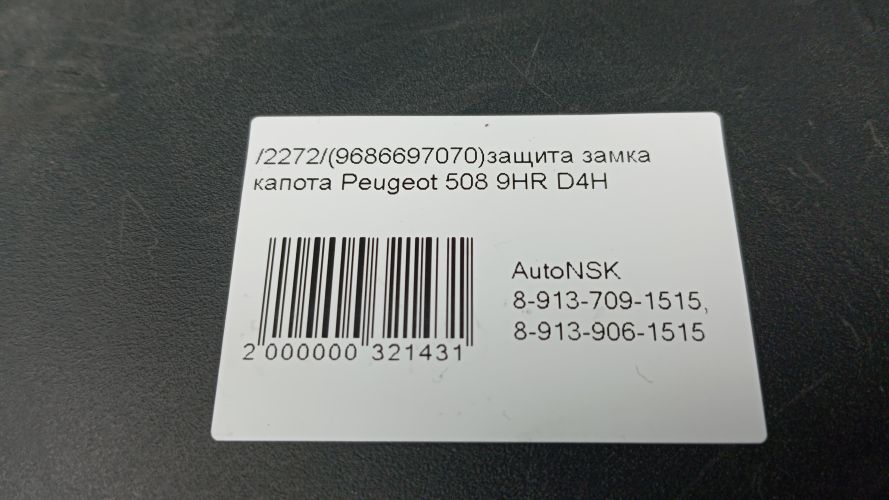 /2272/(9686697070)защита замка
капота Peugeot 508 9HR D4H
AutoNSK
8-913-709-1515,
8-913-906-1515
2 000000 321431